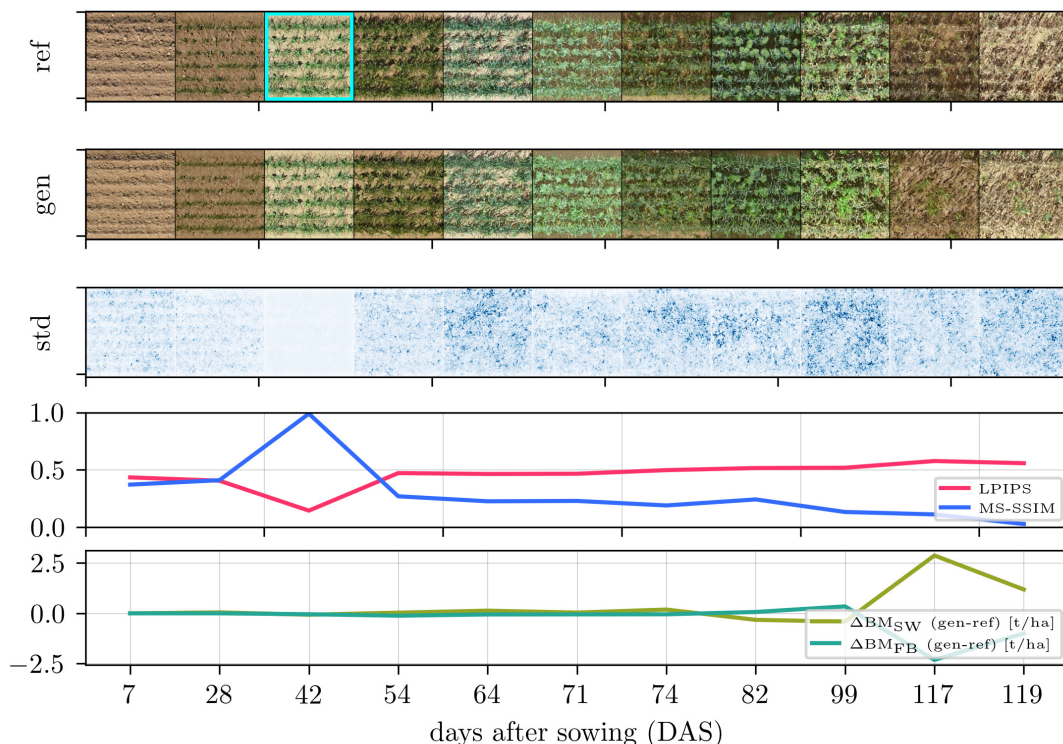 ref
gen
std
1.0
0.5
0.0
LPIPS
MS-SSIM
2.5
0.0
−2.5
ΔBM_SW (gen-ref) [t/ha]
ΔBM_FB (gen-ref) [t/ha]
7 28 42 54 64 71 74 82 99 117 119
days after sowing (DAS)